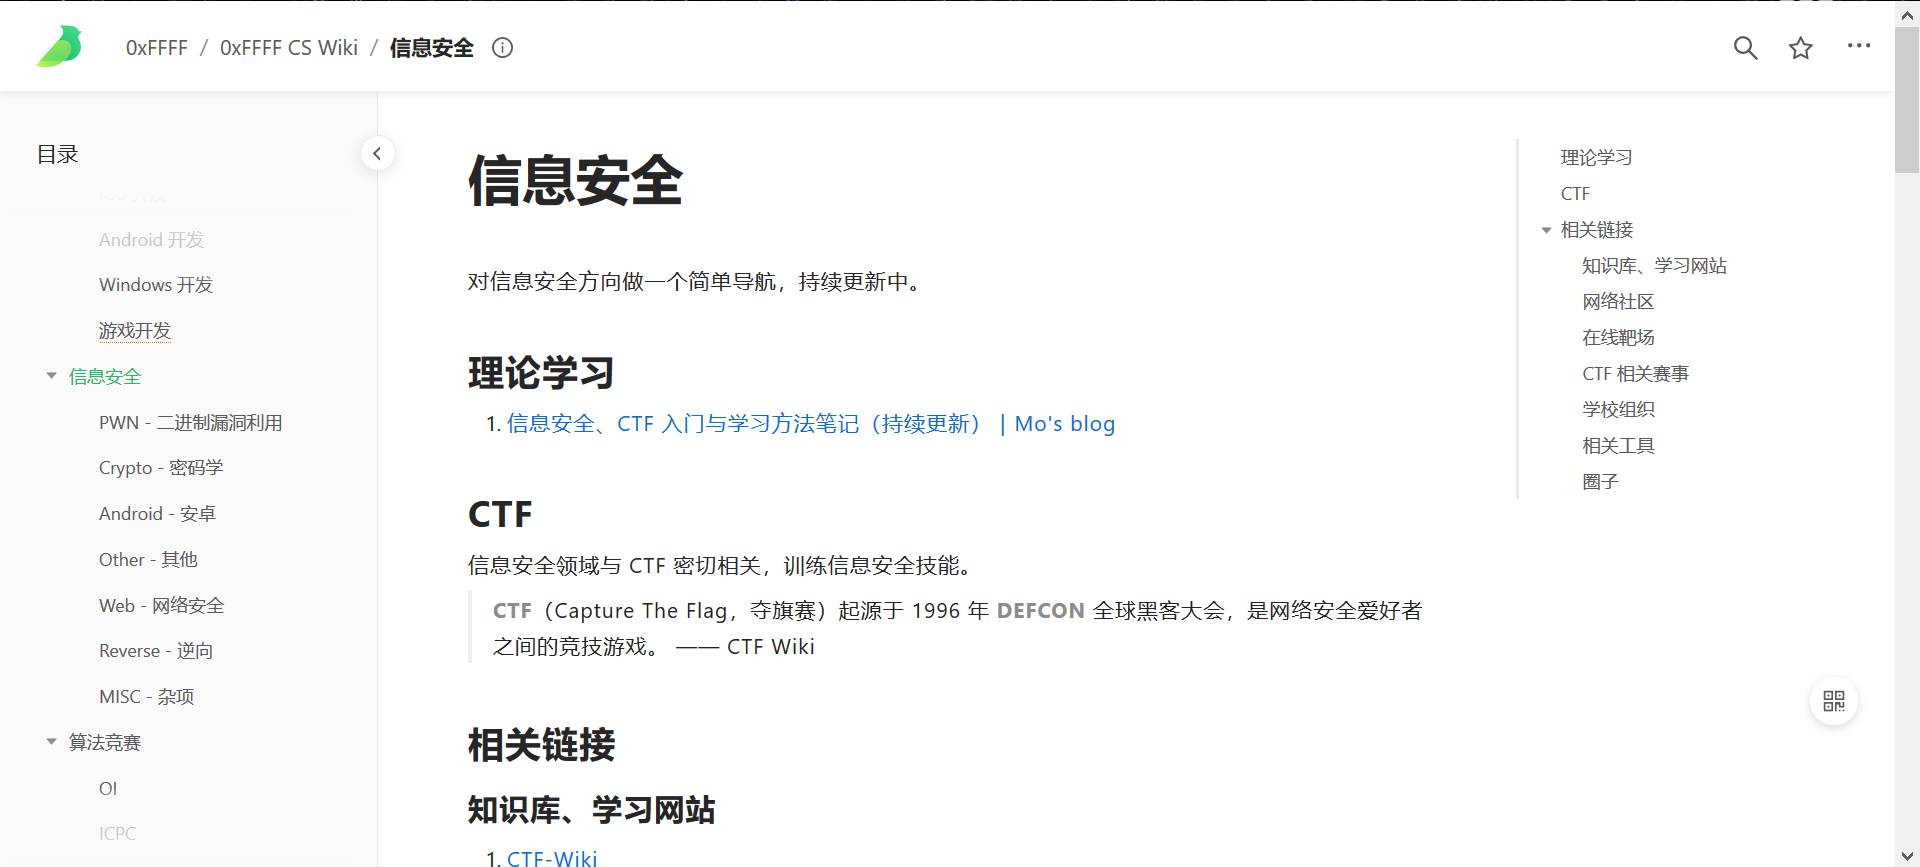 0xFFFF / 0xFFFF CS Wiki / 信息安全
目录
Android 开发
Windows 开发
游戏开发
信息安全
PWN - 二进制漏洞利用
Crypto - 密码学
Android - 安卓
Other - 其他
Web - 网络安全
Reverse - 逆向
MISC - 杂项
算法竞赛
OI
ICPC
信息安全
对信息安全方向做一个简单导航，持续更新中。
理论学习
1. 信息安全、CTF 入门与学习方法笔记（持续更新） | Mo's blog
CTF
信息安全领域与 CTF 密切相关，训练信息安全技能。
CTF（Capture The Flag，夺旗赛）起源于 1996 年 DEFCON 全球黑客大会，是网络安全爱好者
之间的竞技游戏。 —— CTF Wiki
相关链接
知识库、学习网站
1. CTF-Wiki
理论学习
CTF
相关链接
知识库、学习网站
网络社区
在线靶场
CTF 相关赛事
学校组织
相关工具
圈子